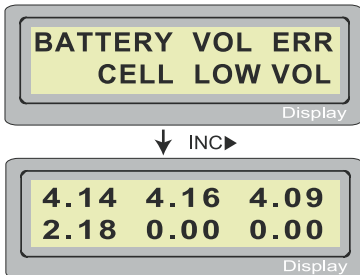 BATTERY VOL ERR
CELL LOW VOL
Display
INC▶
4.14 4.16 4.09
2.18 0.00 0.00
Display